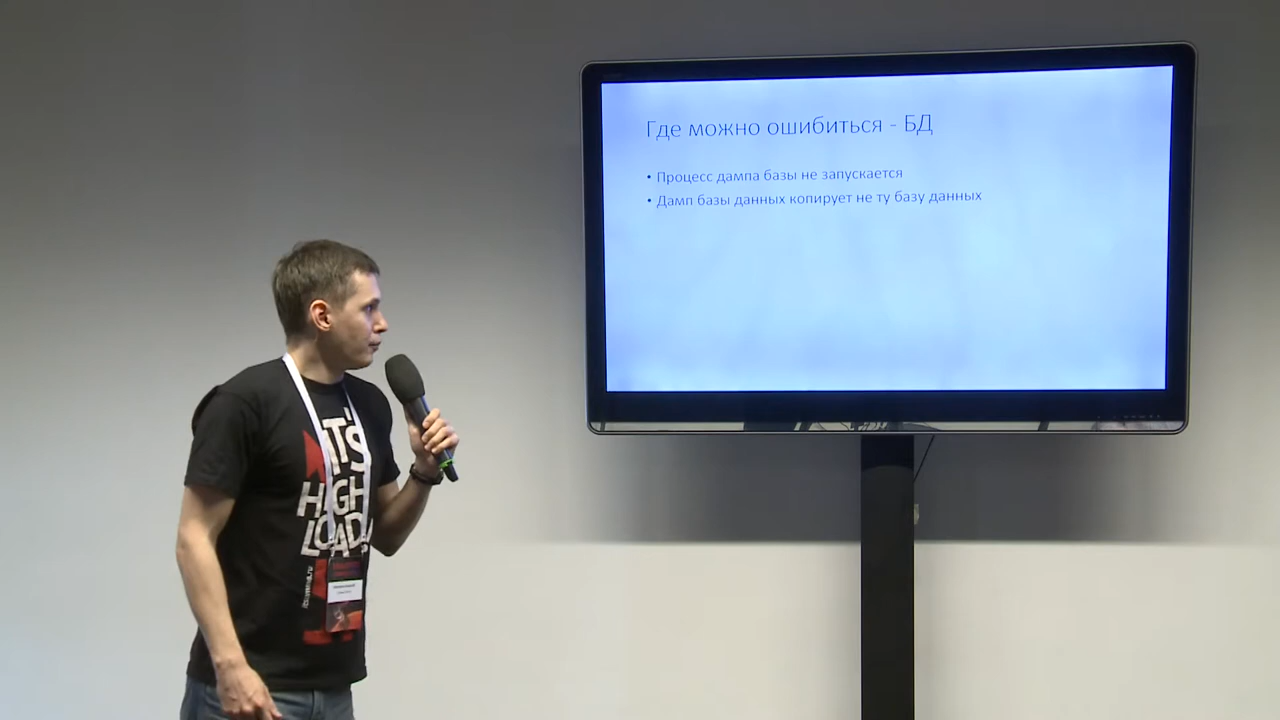 Где можно ошибиться - БД
• Процесс дампа базы не запускается
• Дамп базы данных копирует не ту базу данных
IT'S
HIGH
LOAD